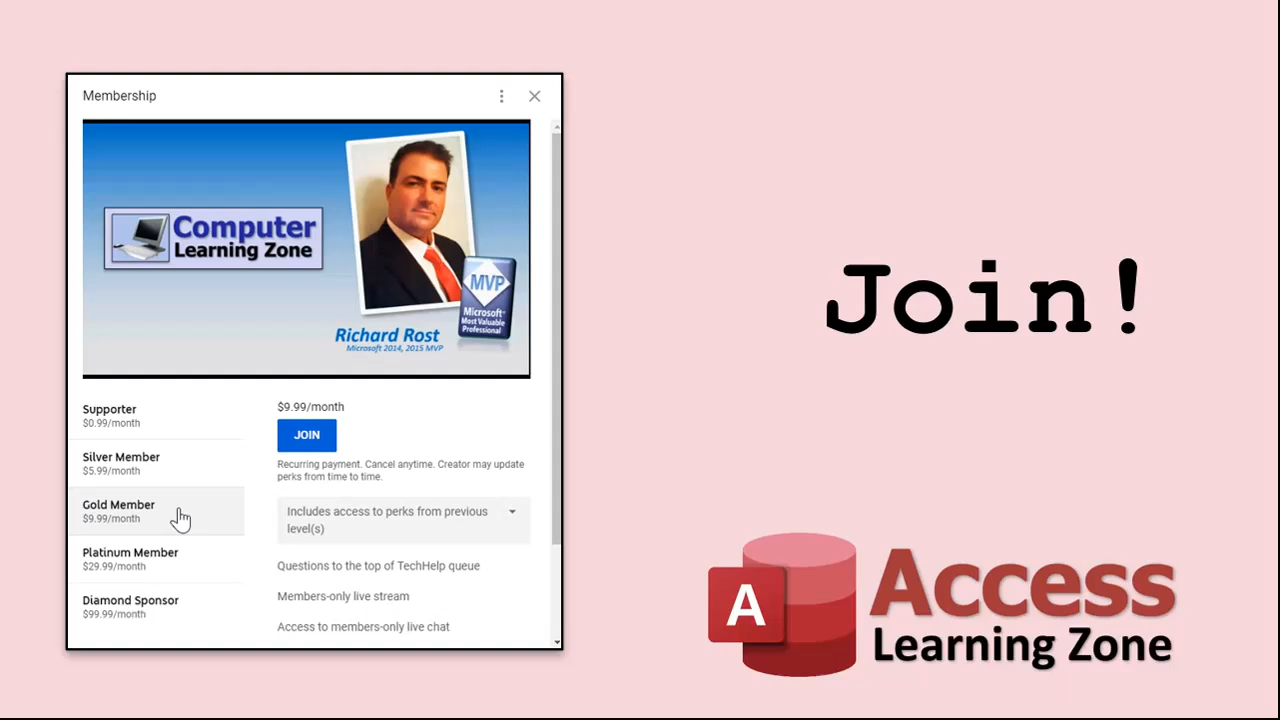 Membership
Computer
Learning Zone
MVP
Microsoft
Most Valuable
Professional
Richard Rost
Microsoft 2014, 2015 MVP
Supporter
$0.99/month
Silver Member
$5.99/month
Gold Member
$9.99/month
Platinum Member
$29.99/month
Diamond Sponsor
$99.99/month
$9.99/month
JOIN
Recurring payment. Cancel anytime. Creator may update
perks from time to time.
Includes access to perks from previous
level(s)
Questions to the top of TechHelp queue
Members-only live stream
Access to members-only live chat
Join!
A
Access
Learning Zone